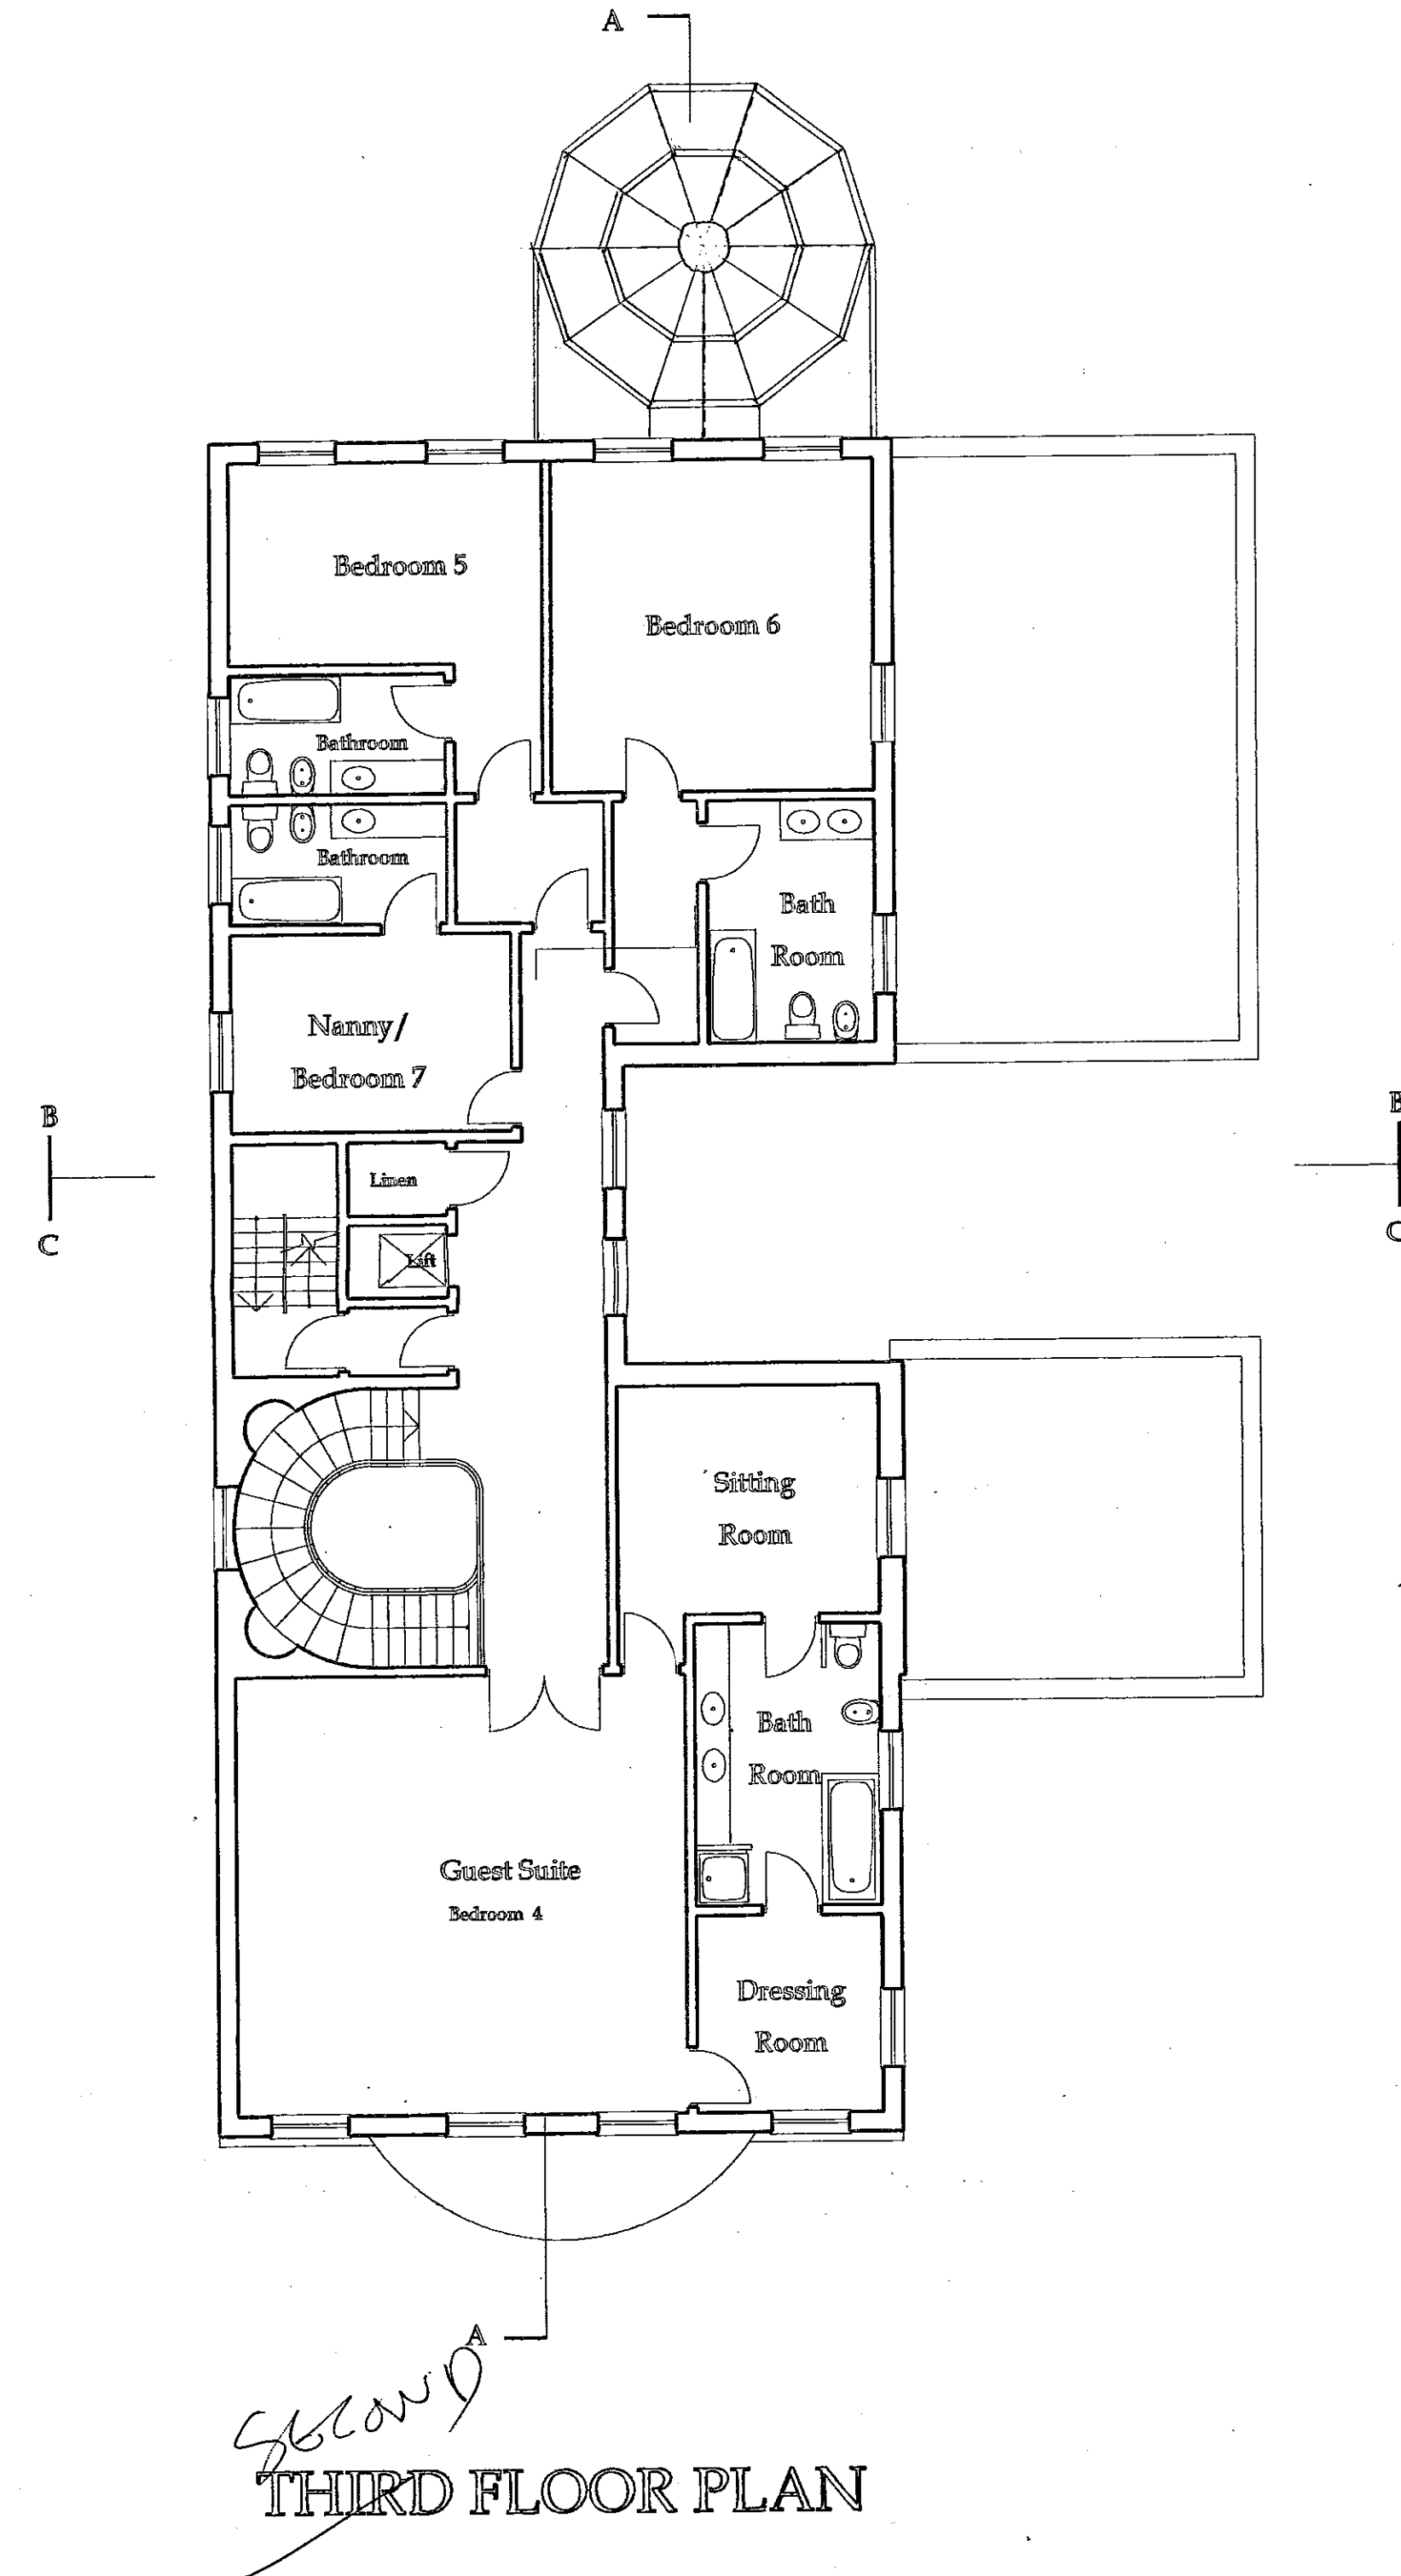 A
Bedroom 5
Bedroom 6
Bathroom
Bathroom
Bath
Room
Nanny/
Bedroom 7
B
B
Linen
C
C
Lift
Sitting
Room
Bath
Room
Guest Suite
Bedroom 4
Dressing
Room
A
SECOND
THIRD FLOOR PLAN